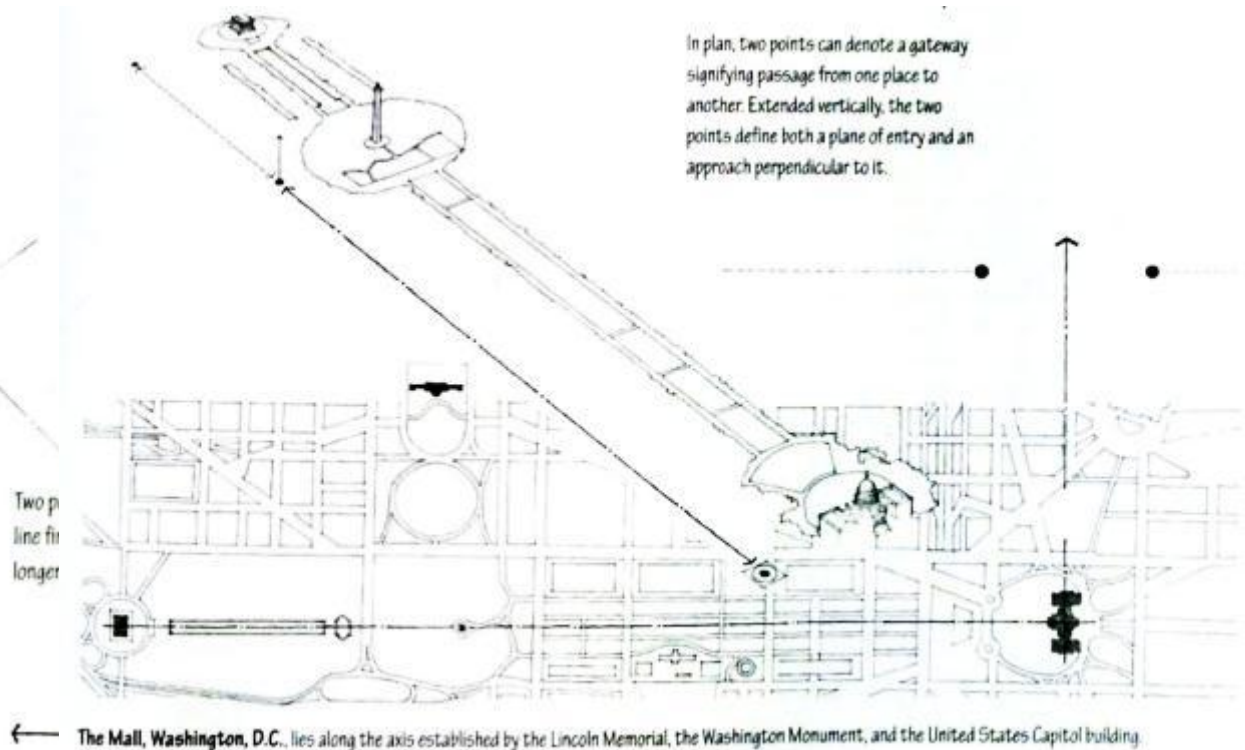 In plan, two points can denote a gateway
signifying passage from one place to
another. Extended vertically, the two
points define both a plane of entry and an
approach perpendicular to it.
Two p
line fi
longer
The Mall, Washington, D.C., lies along the axis established by the Lincoln Memorial, the Washington Monument, and the United States Capitol building.